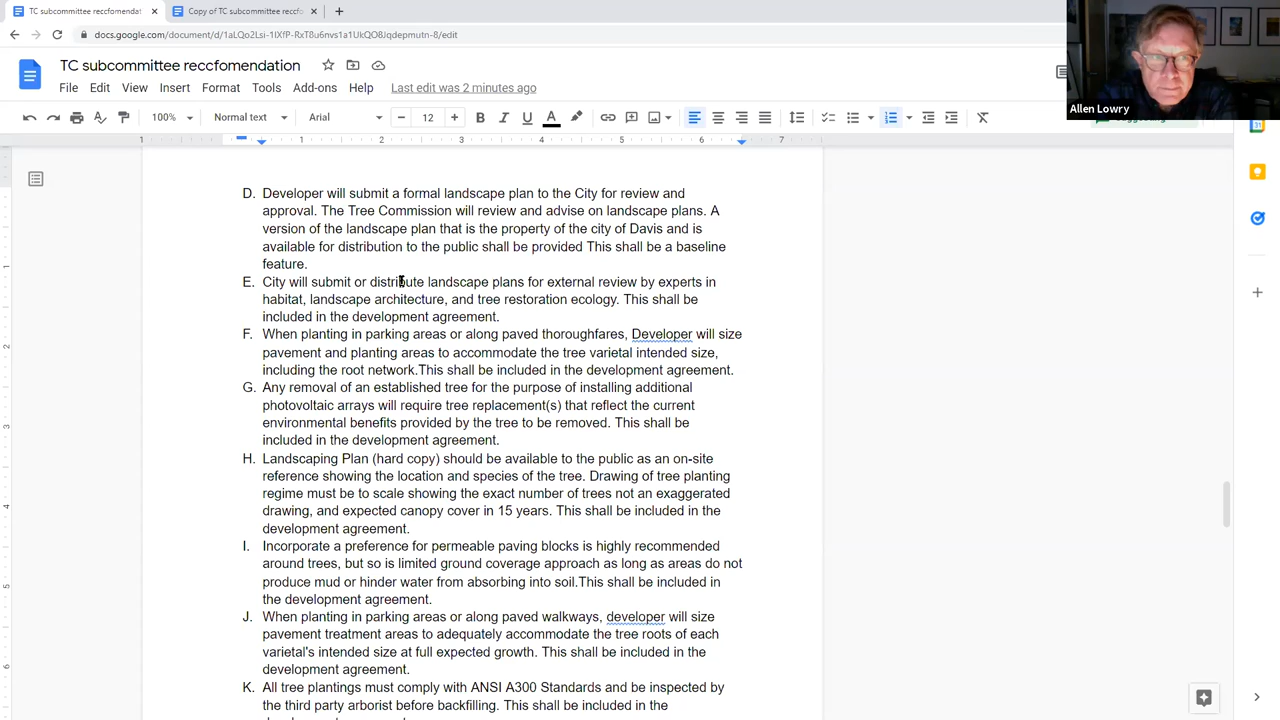 TC subcommittee reccfomendation
Copy of TC subcommittee reccfo
docs.google.com/document/d/1aLQo2Lsi-1IXfP-RxT8u6nvs1a1UkQO8Jqdepmutn-8/edit
TC subcommittee reccfomendation
File Edit View Insert Format Tools Add-ons Help Last edit was 2 minutes ago
100% Normal text Arial 12
Allen Lowry
1 1 2 3 4 5 6 7
D. Developer will submit a formal landscape plan to the City for review and
approval. The Tree Commission will review and advise on landscape plans. A
version of the landscape plan that is the property of the city of Davis and is
available for distribution to the public shall be provided This shall be a baseline
feature.
E. City will submit or distribute landscape plans for external review by experts in
habitat, landscape architecture, and tree restoration ecology. This shall be
included in the development agreement.
F. When planting in parking areas or along paved thoroughfares, Developer will size
pavement and planting areas to accommodate the tree varietal intended size,
including the root network.This shall be included in the development agreement.
G. Any removal of an established tree for the purpose of installing additional
photovoltaic arrays will require tree replacement(s) that reflect the current
environmental benefits provided by the tree to be removed. This shall be
included in the development agreement.
H. Landscaping Plan (hard copy) should be available to the public as an on-site
reference showing the location and species of the tree. Drawing of tree planting
regime must be to scale showing the exact number of trees not an exaggerated
drawing, and expected canopy cover in 15 years. This shall be included in the
development agreement.
I. Incorporate a preference for permeable paving blocks is highly recommended
around trees, but so is limited ground coverage approach as long as areas do not
produce mud or hinder water from absorbing into soil.This shall be included in
the development agreement.
J. When planting in parking areas or along paved walkways, developer will size
pavement treatment areas to adequately accommodate the tree roots of each
varietal's intended size at full expected growth. This shall be included in the
development agreement.
K. All tree plantings must comply with ANSI A300 Standards and be inspected by
the third party arborist before backfilling. This shall be included in the